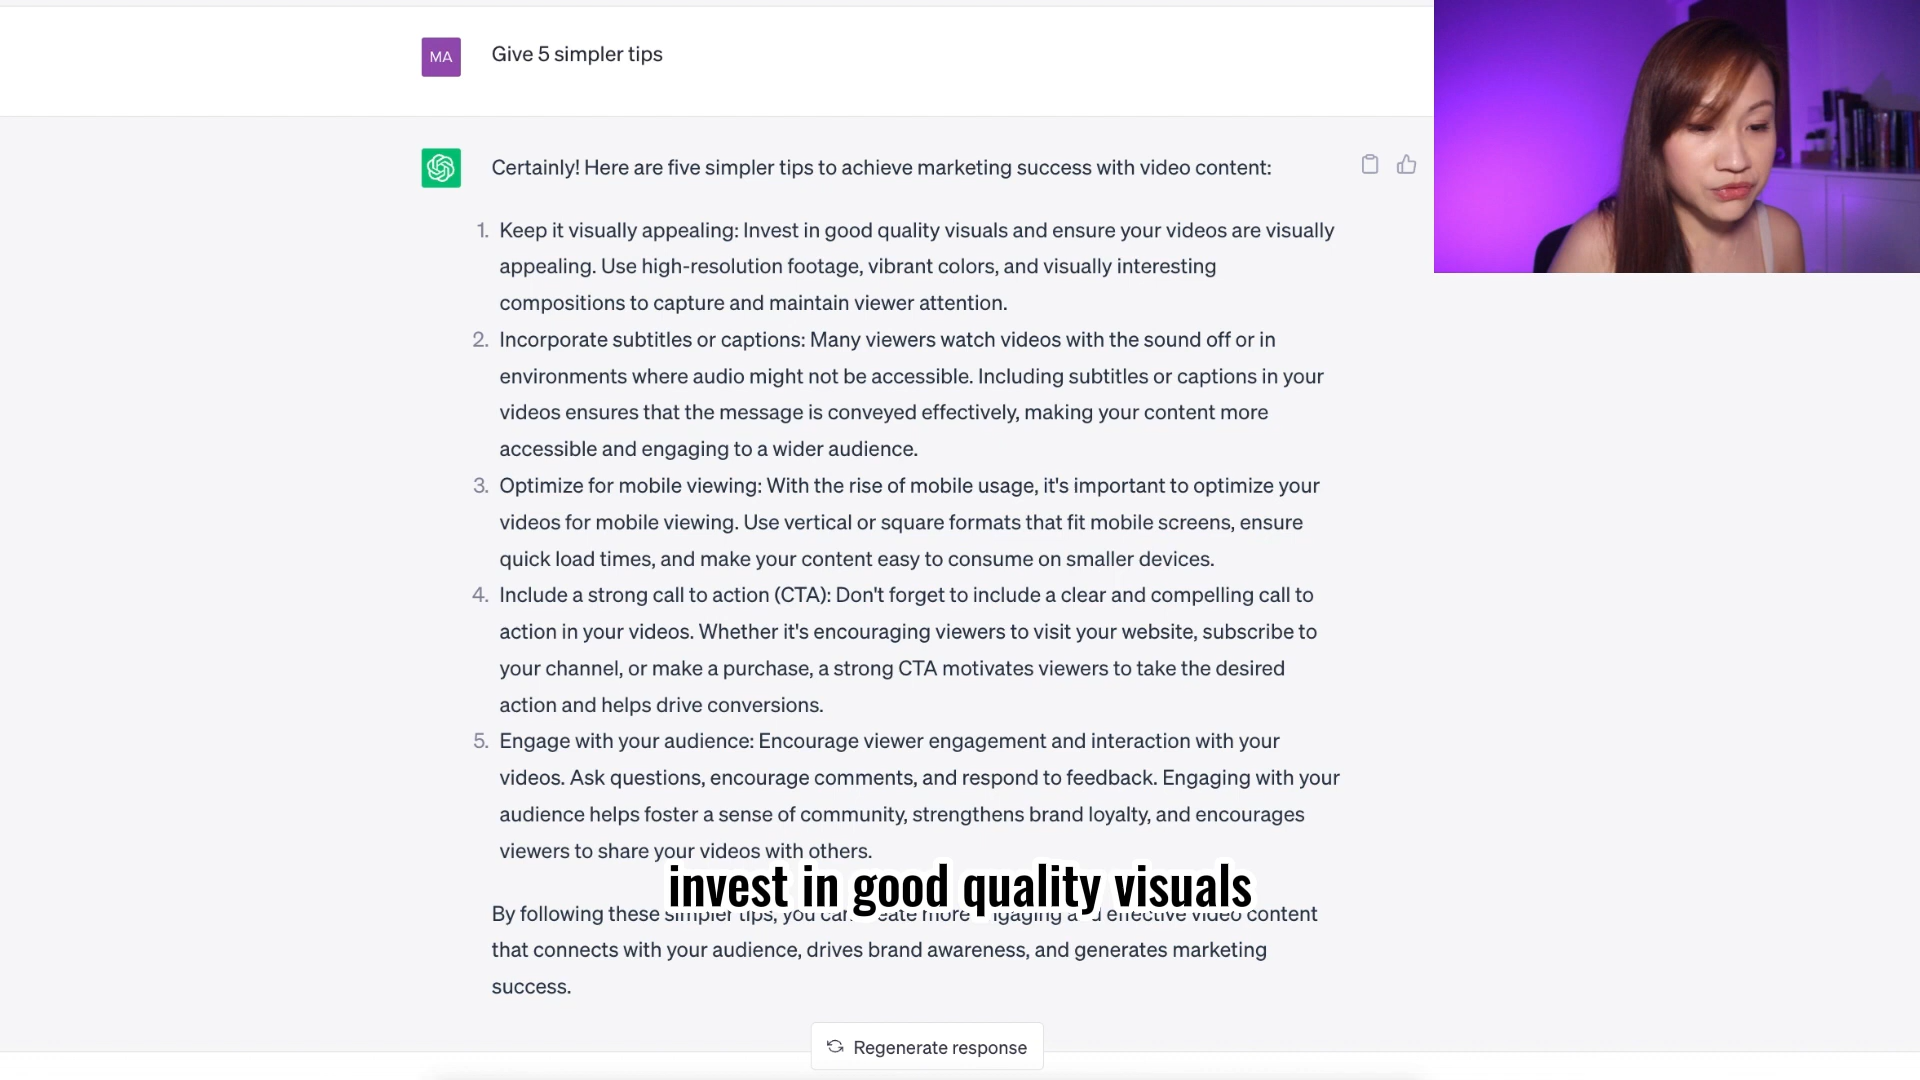 MA
Give 5 simpler tips
Certainly! Here are five simpler tips to achieve marketing success with video content:
1. Keep it visually appealing: Invest in good quality visuals and ensure your videos are visually
appealing. Use high-resolution footage, vibrant colors, and visually interesting
compositions to capture and maintain viewer attention.
2. Incorporate subtitles or captions: Many viewers watch videos with the sound off or in
environments where audio might not be accessible. Including subtitles or captions in your
videos ensures that the message is conveyed effectively, making your content more
accessible and engaging to a wider audience.
3. Optimize for mobile viewing: With the rise of mobile usage, it's important to optimize your
videos for mobile viewing. Use vertical or square formats that fit mobile screens, ensure
quick load times, and make your content easy to consume on smaller devices.
4. Include a strong call to action (CTA): Don't forget to include a clear and compelling call to
action in your videos. Whether it's encouraging viewers to visit your website, subscribe to
your channel, or make a purchase, a strong CTA motivates viewers to take the desired
action and helps drive conversions.
5. Engage with your audience: Encourage viewer engagement and interaction with your
videos. Ask questions, encourage comments, and respond to feedback. Engaging with your
audience helps foster a sense of community, strengthens brand loyalty, and encourages
viewers to share your videos with others.
invest in good quality visuals
By following these simpler tips, you can create more engaging and effective video content
that connects with your audience, drives brand awareness, and generates marketing
success.
Regenerate response